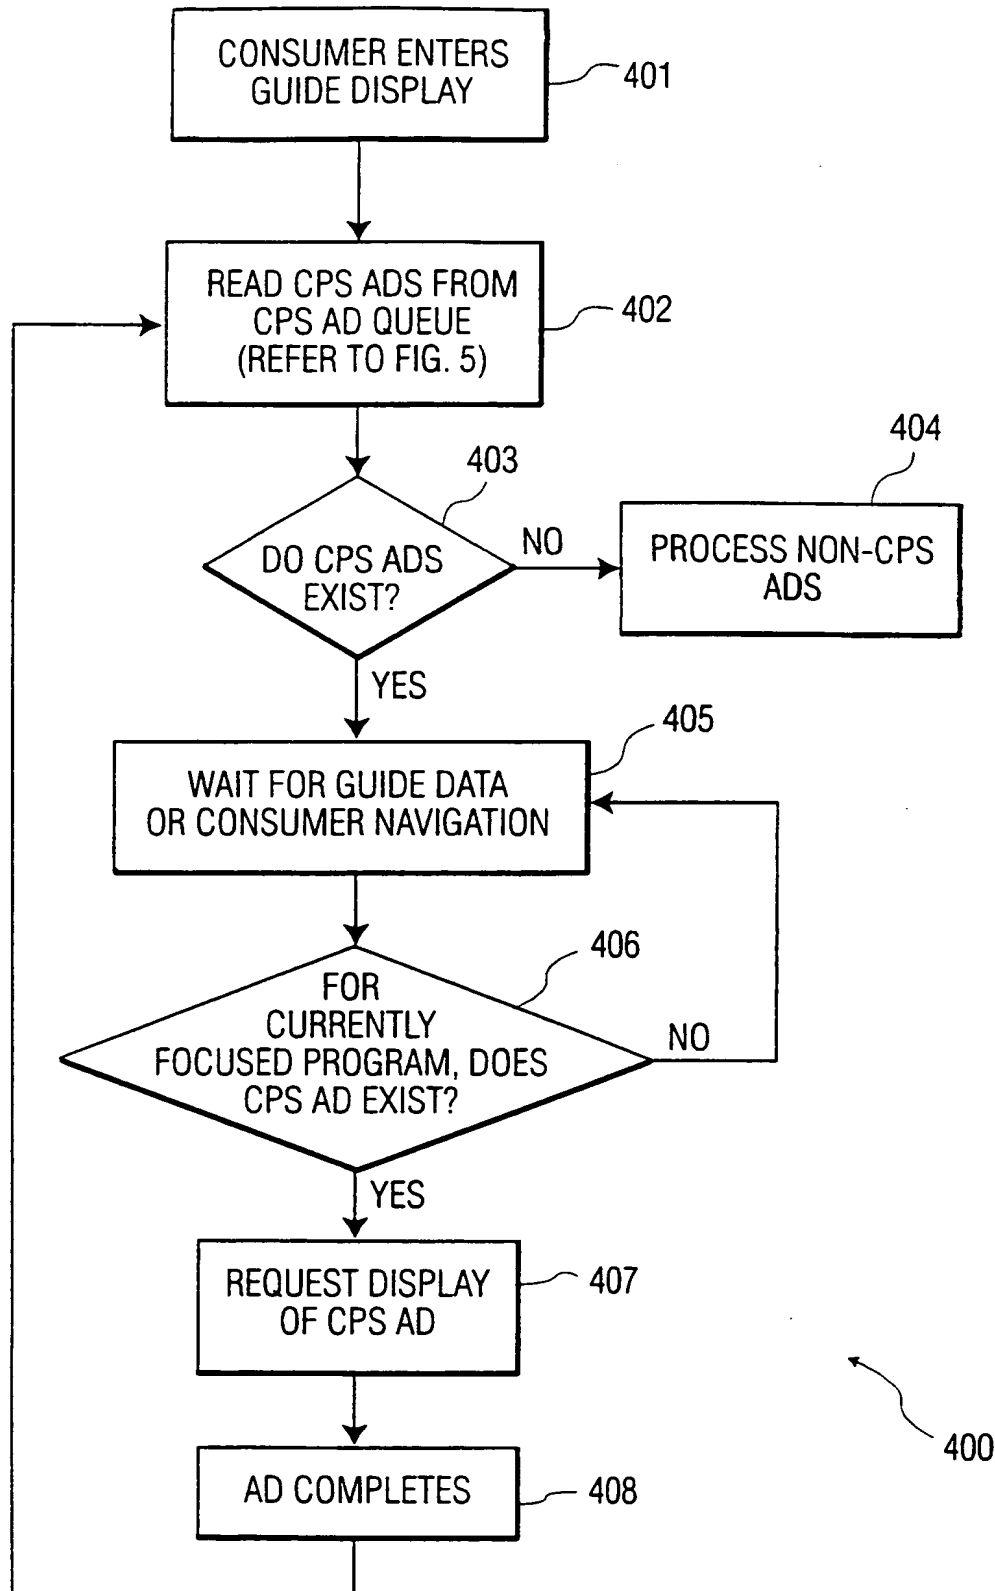 CONSUMER ENTERS
GUIDE DISPLAY
401
READ CPS ADS FROM
CPS AD QUEUE
(REFER TO FIG. 5)
402
403
404
DO CPS ADS
EXIST?
NO
PROCESS NON-CPS
ADS
YES
405
WAIT FOR GUIDE DATA
OR CONSUMER NAVIGATION
406
FOR
CURRENTLY
FOCUSED PROGRAM, DOES
CPS AD EXIST?
NO
YES
REQUEST DISPLAY
OF CPS AD
407
400
AD COMPLETES
408